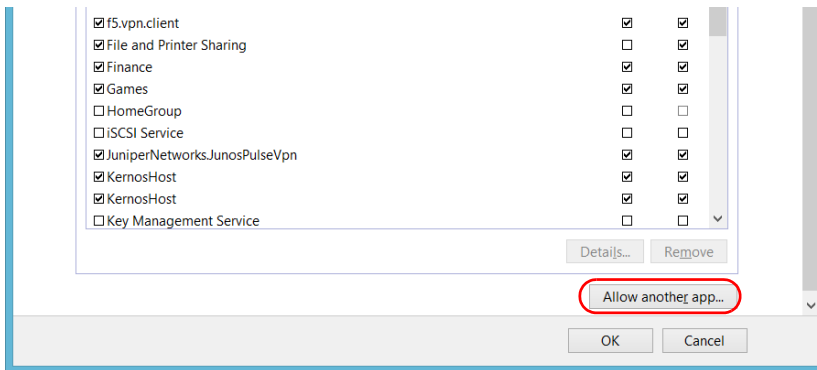 f5.vpn.client
File and Printer Sharing
Finance
Games
HomeGroup
iSCSI Service
JuniperNetworks.JunosPulseVpn
KernosHost
KernosHost
Key Management Service
Details... Remove
Allow another app...
OK Cancel